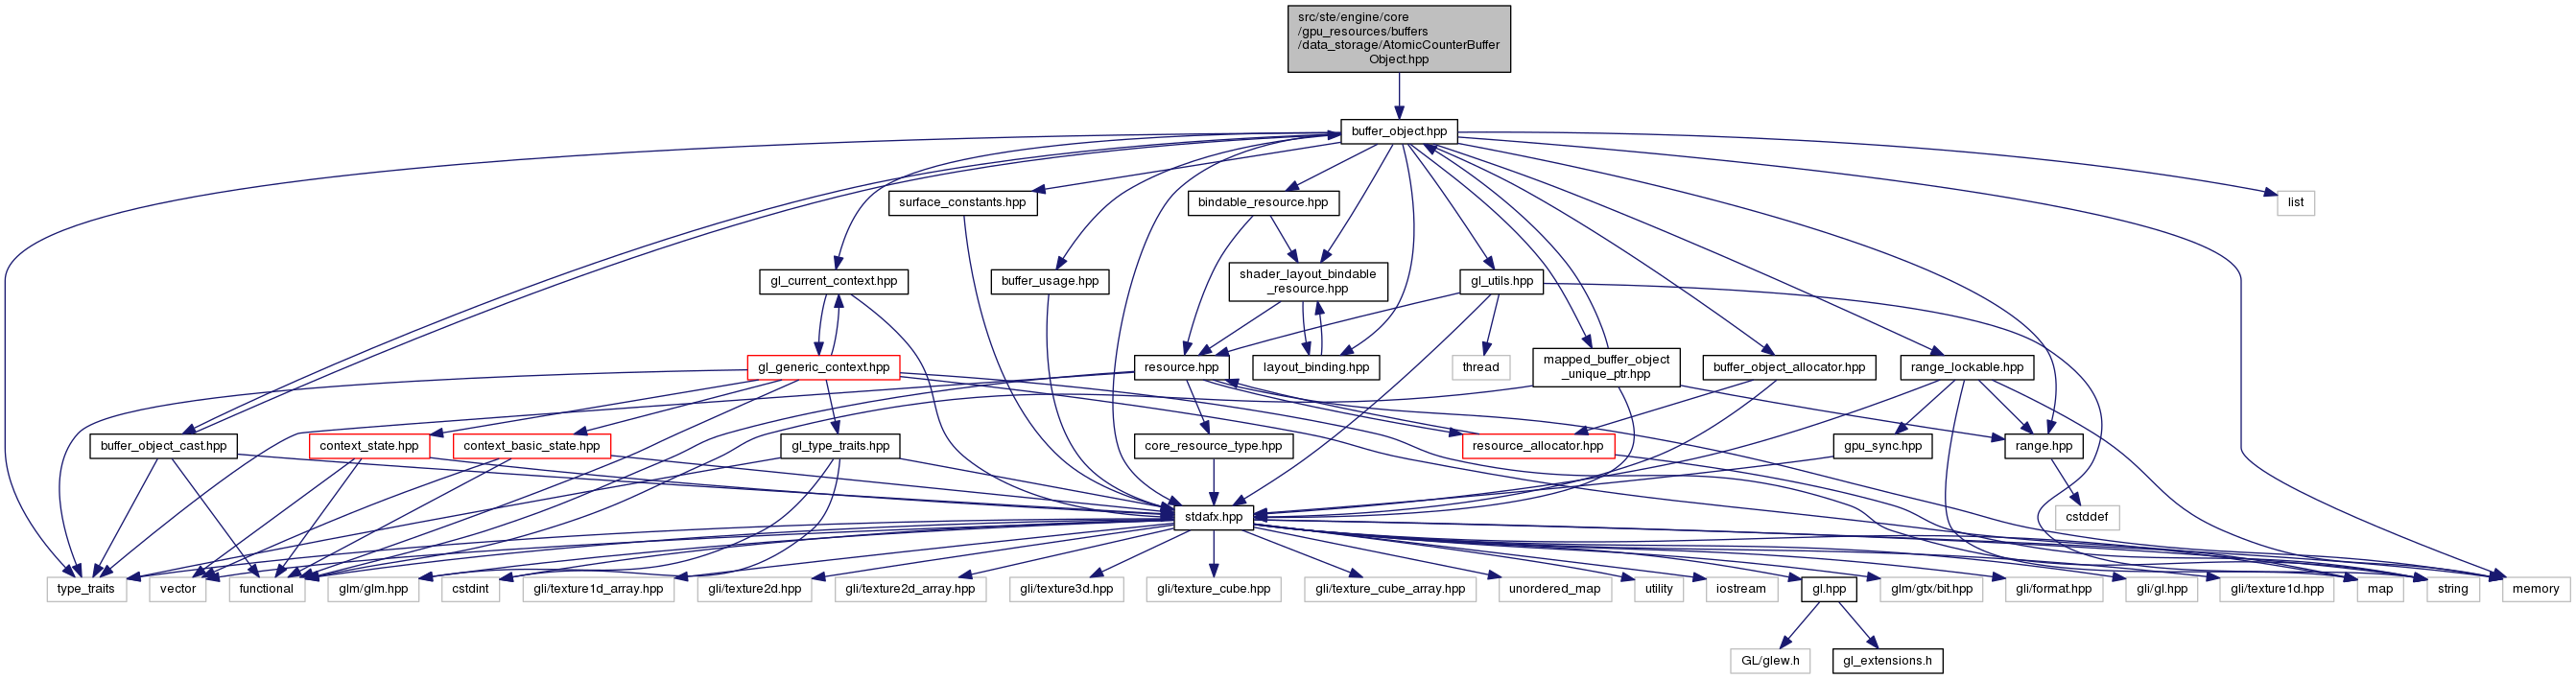 src/ste/engine/core
/gpu_resources/buffers
/data_storage/AtomicCounterBuffer
Object.hpp
buffer_object.hpp
surface_constants.hpp
bindable_resource.hpp
list
gl_current_context.hpp
buffer_usage.hpp
shader_layout_bindable
_resource.hpp
gl_utils.hpp
gl_generic_context.hpp
resource.hpp
layout_binding.hpp
thread
mapped_buffer_object
_unique_ptr.hpp
buffer_object_allocator.hpp
range_lockable.hpp
buffer_object_cast.hpp
context_state.hpp
context_basic_state.hpp
gl_type_traits.hpp
core_resource_type.hpp
resource_allocator.hpp
gpu_sync.hpp
range.hpp
stdafx.hpp
cstddef
type_traits
vector
functional
glm/glm.hpp
cstdint
gli/texture1d_array.hpp
gli/texture2d.hpp
gli/texture2d_array.hpp
gli/texture3d.hpp
gli/texture_cube.hpp
gli/texture_cube_array.hpp
unordered_map
utility
iostream
gl.hpp
glm/gtx/bit.hpp
gli/format.hpp
gli/gl.hpp
gli/texture1d.hpp
map
string
memory
GL/glew.h
gl_extensions.h